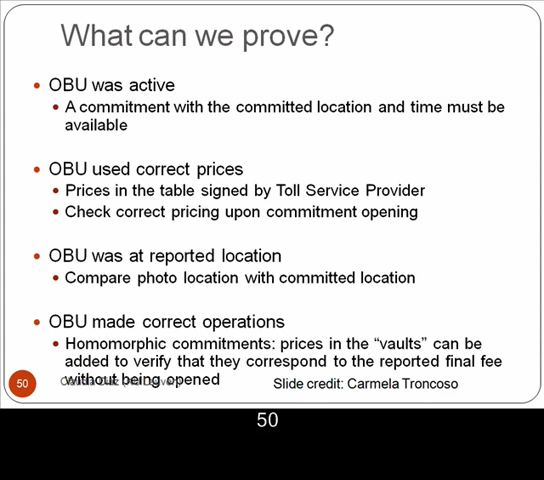 What can we prove?
• OBU was active
• A commitment with the committed location and time must be
available
• OBU used correct prices
• Prices in the table signed by Toll Service Provider
• Check correct pricing upon commitment opening
• OBU was at reported location
• Compare photo location with committed location
• OBU made correct operations
• Homomorphic commitments: prices in the “vaults” can be
added to verify that they correspond to the reported final fee
without being opened
50
Slide credit: Carmela Troncoso
50